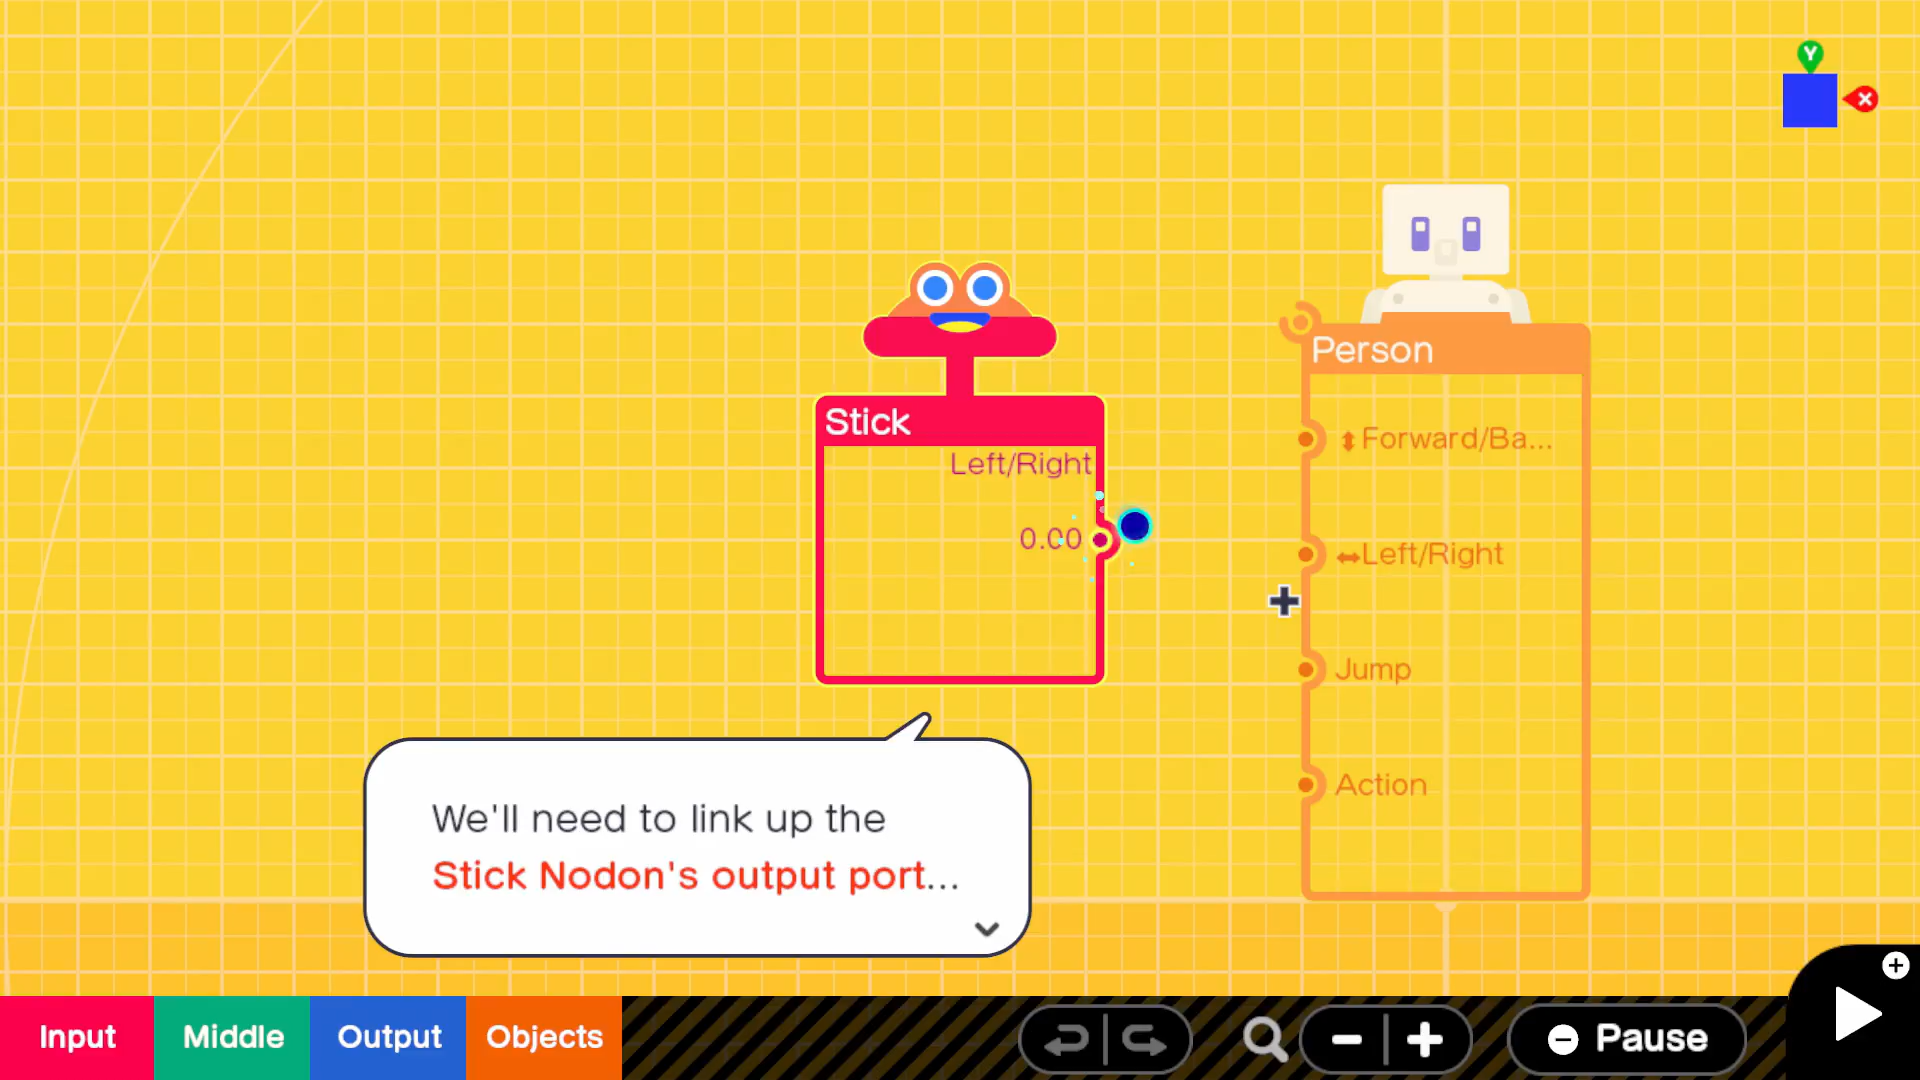 Y
X
Person
Stick
Left/Right
Forward/Ba...
0.00
Left/Right
Jump
Action
We'll need to link up the
Stick Nodon's output port...
Input
Middle
Output
Objects
Pause